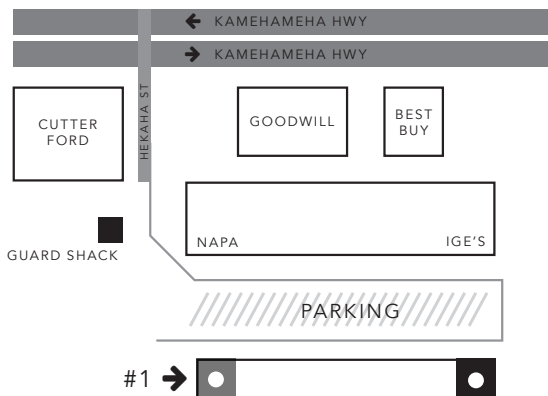 KAMEHAMEHA HWY
KAMEHAMEHA HWY
HEKAHA ST
CUTTER
FORD
GOODWILL
BEST
BUY
NAPA
IGE'S
GUARD SHACK
PARKING
#1